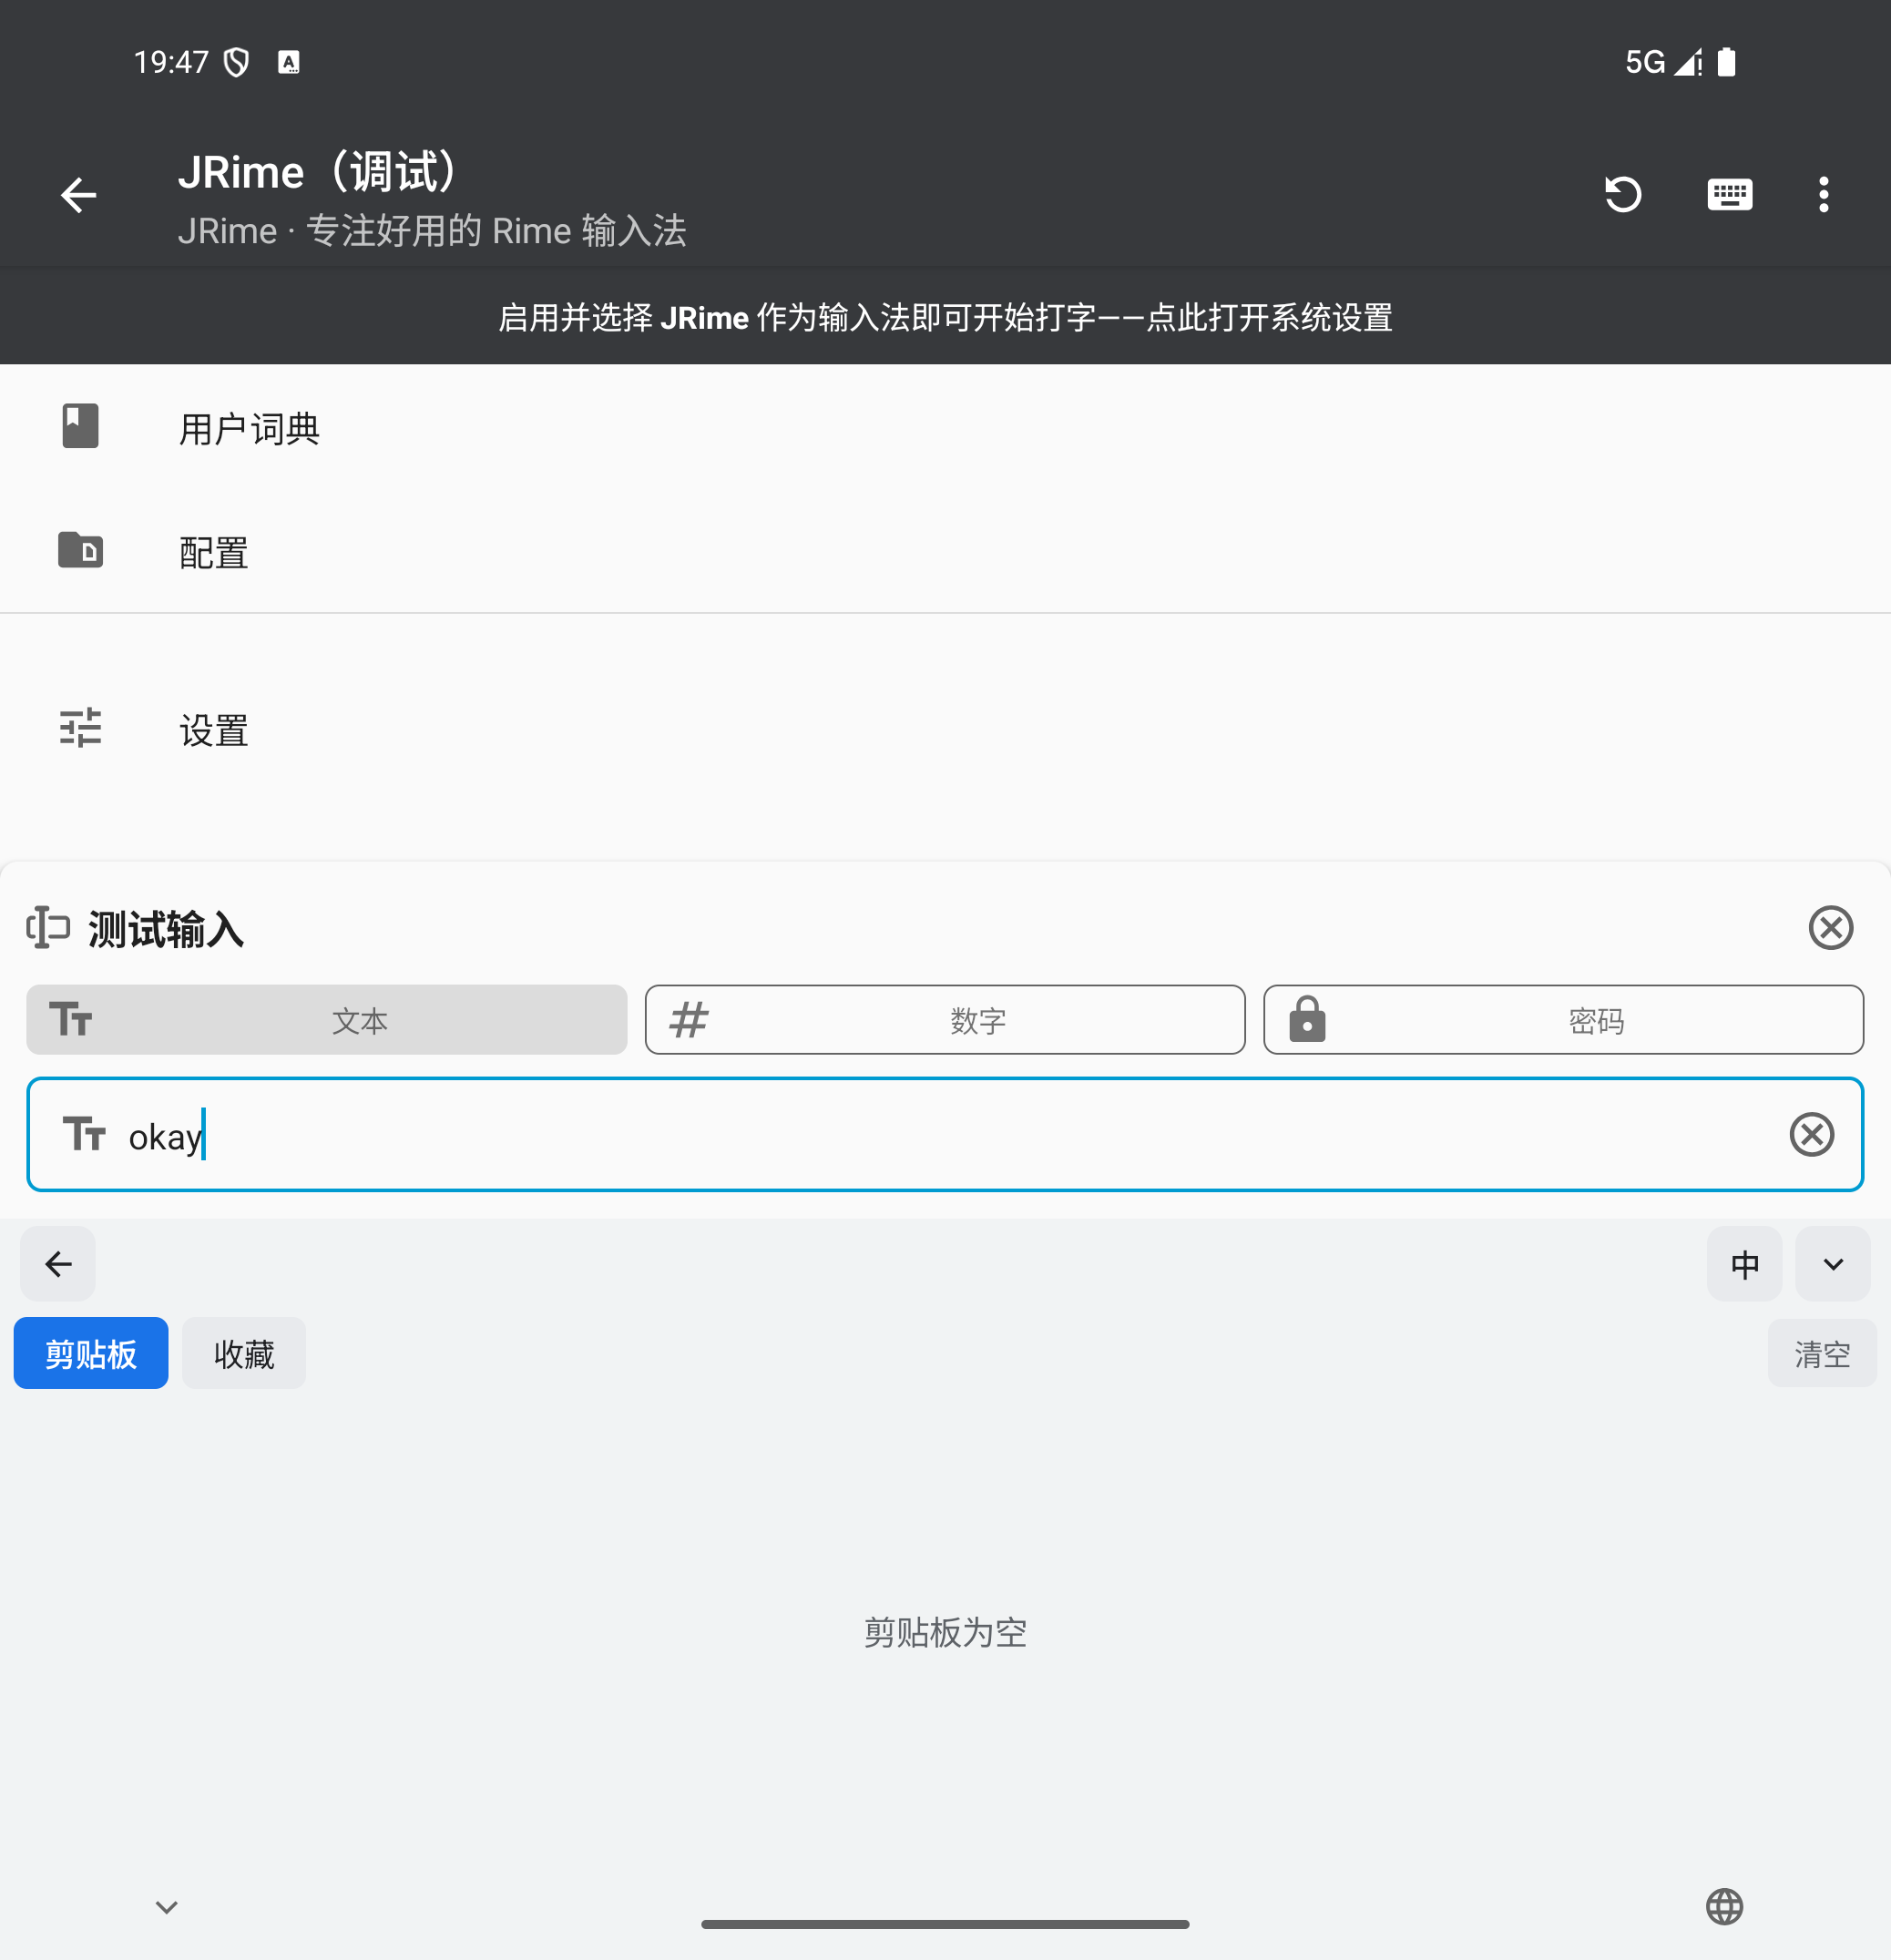 19:47
5G
JRime（调试）
JRime · 专注好用的 Rime 输入法
启用并选择 JRime 作为输入法即可开始打字——点此打开系统设置
用户词典
配置
设置
测试输入
文本
数字
密码
okay
中
剪贴板
收藏
清空
剪贴板为空